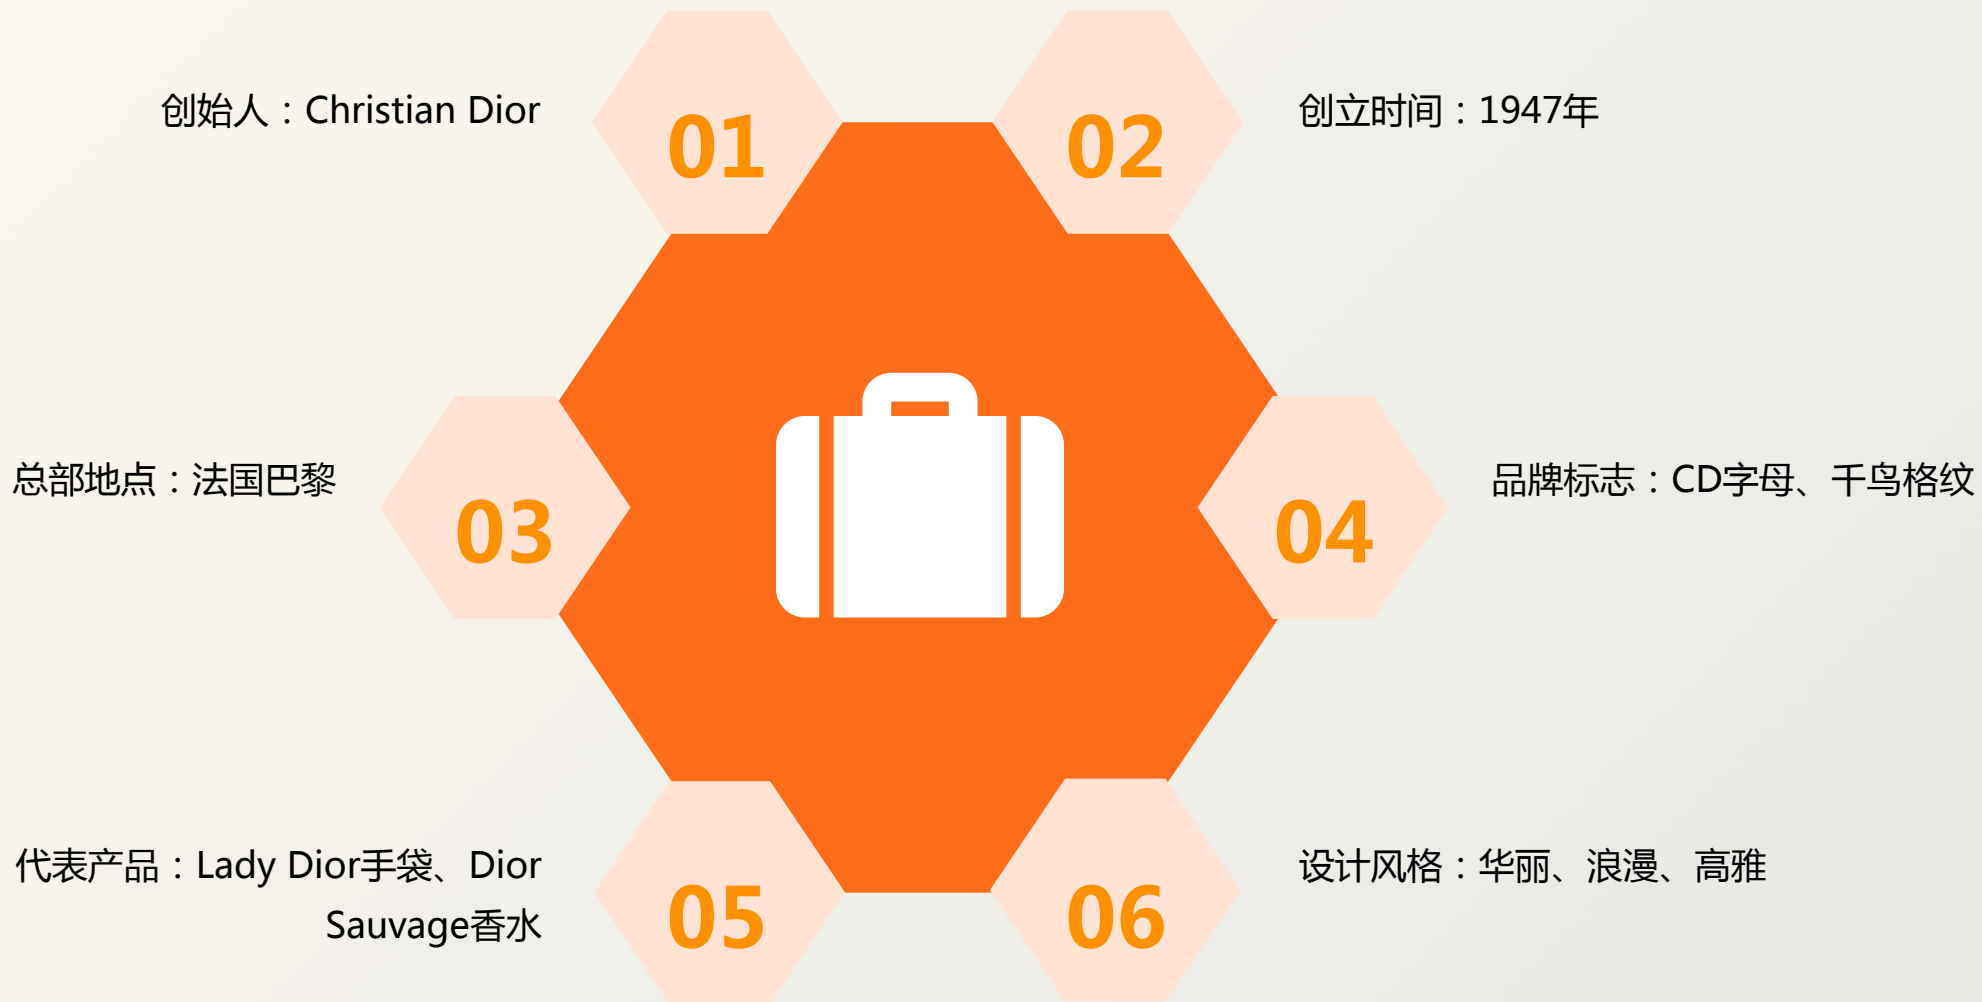 创始人：Christian Dior
01
02
创立时间：1947年
总部地点：法国巴黎
03
04
品牌标志：CD字母、千鸟格纹
代表产品：Lady Dior手袋、Dior
Sauvage香水
05
06
设计风格：华丽、浪漫、高雅